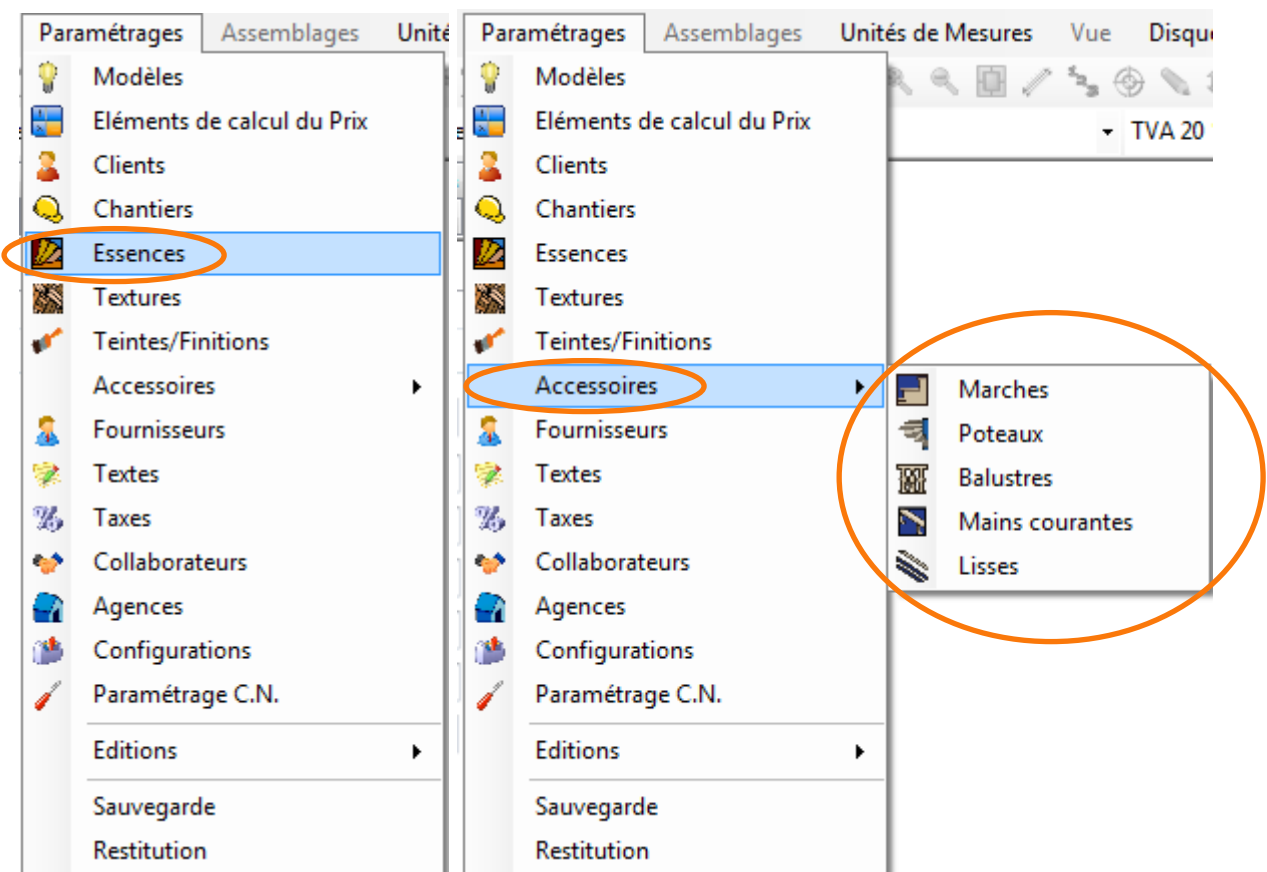 Paramétrages Assemblages Unité
Modèles
Eléments de calcul du Prix
Clients
Chantiers
Essences
Textures
Teintes/Finitions
Accessoires
Fournisseurs
Textes
Taxes
Collaborateurs
Agences
Configurations
Paramétrage C.N.
Editions
Sauvegarde
Restitution
Paramétrages Assemblages Unités de Mesures Vue Disqu
TVA 20
Modèles
Eléments de calcul du Prix
Clients
Chantiers
Essences
Textures
Teintes/Finitions
Accessoires
Fournisseurs
Textes
Taxes
Collaborateurs
Agences
Configurations
Paramétrage C.N.
Editions
Sauvegarde
Restitution
Marches
Poteaux
Balustres
Mains courantes
Lisses